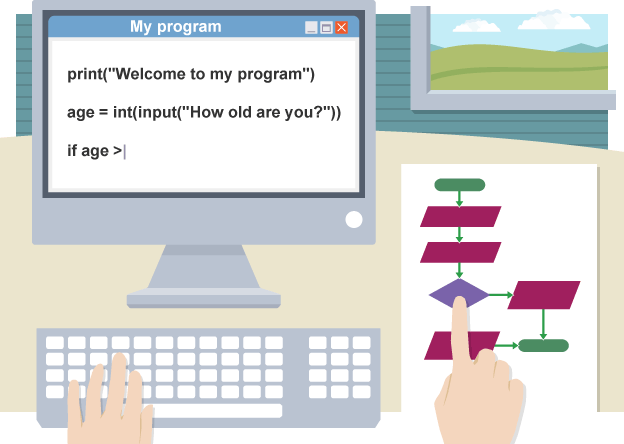 My program
print("Welcome to my program")
age = int(input("How old are you?"))
if age >